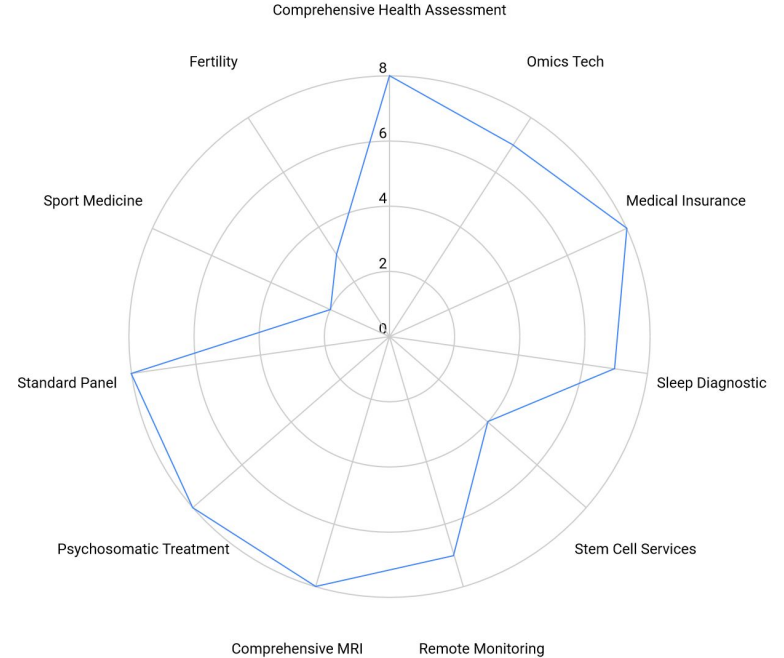 Comprehensive Health Assessment
Fertility
Omics Tech
8
6
4
2
0
Sport Medicine
Medical Insurance
Standard Panel
Sleep Diagnostic
Psychosomatic Treatment
Stem Cell Services
Comprehensive MRI
Remote Monitoring